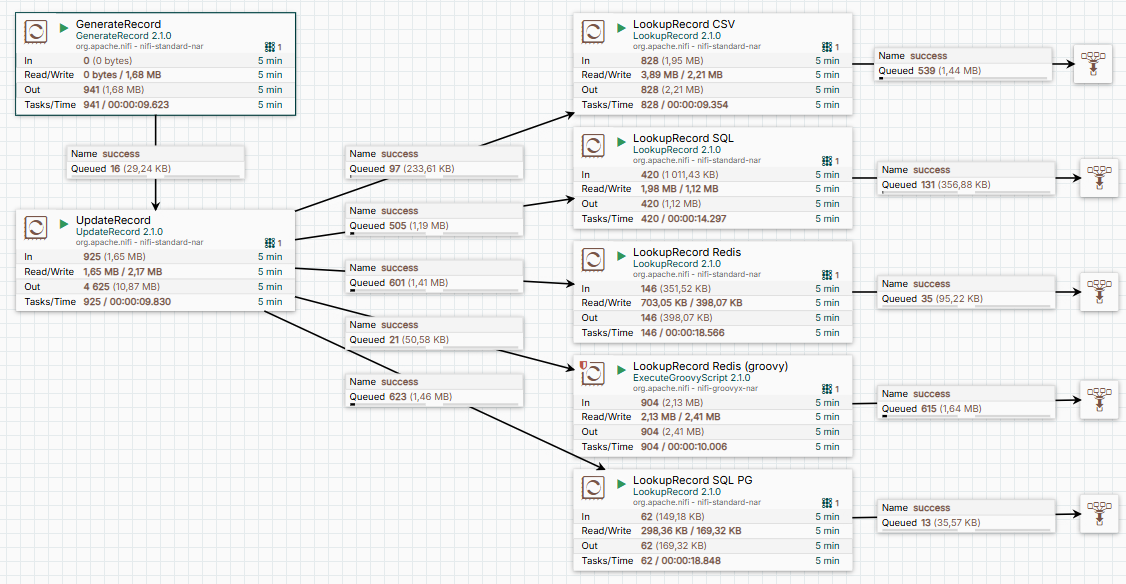 GenerateRecord
GenerateRecord 2.1.0
org.apache.nifi - nifi-standard-nar
1
In 0 (0 bytes) 5 min
Read/Write 0 bytes / 1,68 MB 5 min
Out 941 (1,68 MB) 5 min
Tasks/Time 941 / 00:00:09.623 5 min
Name success
Queued 16 (29,24 KB)
UpdateRecord
UpdateRecord 2.1.0
org.apache.nifi - nifi-standard-nar
1
In 925 (1,65 MB) 5 min
Read/Write 1,65 MB / 2,17 MB 5 min
Out 4 625 (10,87 MB) 5 min
Tasks/Time 925 / 00:00:09.830 5 min
Name success
Queued 97 (233,61 KB)
Name success
Queued 505 (1,19 MB)
Name success
Queued 601 (1,41 MB)
Name success
Queued 21 (50,58 KB)
Name success
Queued 623 (1,46 MB)
LookupRecord CSV
LookupRecord 2.1.0
org.apache.nifi - nifi-standard-nar
1
In 828 (1,95 MB) 5 min
Read/Write 3,89 MB / 2,21 MB 5 min
Out 828 (2,21 MB) 5 min
Tasks/Time 828 / 00:00:09.354 5 min
Name success
Queued 539 (1,44 MB)
LookupRecord SQL
LookupRecord 2.1.0
org.apache.nifi - nifi-standard-nar
1
In 420 (1 011,43 KB) 5 min
Read/Write 1,98 MB / 1,12 MB 5 min
Out 420 (1,12 MB) 5 min
Tasks/Time 420 / 00:00:14.297 5 min
Name success
Queued 131 (356,88 KB)
LookupRecord Redis
LookupRecord 2.1.0
org.apache.nifi - nifi-standard-nar
1
In 146 (351,52 KB) 5 min
Read/Write 703,05 KB / 398,07 KB 5 min
Out 146 (398,07 KB) 5 min
Tasks/Time 146 / 00:00:18.566 5 min
Name success
Queued 35 (95,22 KB)
LookupRecord Redis (groovy)
ExecuteGroovyScript 2.1.0
org.apache.nifi - nifi-groovyx-nar
1
In 904 (2,13 MB) 5 min
Read/Write 2,13 MB / 2,41 MB 5 min
Out 904 (2,41 MB) 5 min
Tasks/Time 904 / 00:00:10.006 5 min
Name success
Queued 615 (1,64 MB)
LookupRecord SQL PG
LookupRecord 2.1.0
org.apache.nifi - nifi-standard-nar
1
In 62 (149,18 KB) 5 min
Read/Write 298,36 KB / 169,32 KB 5 min
Out 62 (169,32 KB) 5 min
Tasks/Time 62 / 00:00:18.848 5 min
Name success
Queued 13 (35,57 KB)